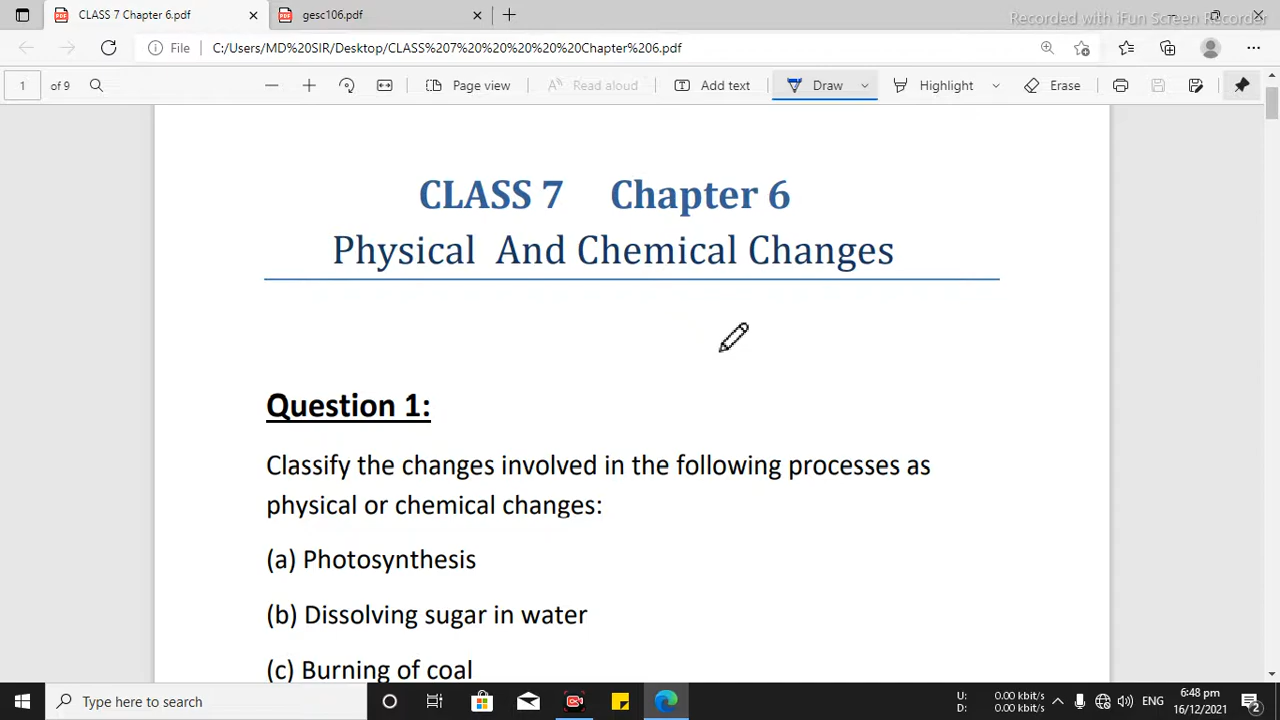 CLASS 7 Chapter 6.pdf
gesc106.pdf
Recorded with iFun Screen Recorder
File C:/Users/MD%20SIR/Desktop/CLASS%207%20%20%20%20%20Chapter%206.pdf
1 of 9 Page view Read aloud Add text Draw Highlight Erase
CLASS 7 Chapter 6
Physical And Chemical Changes
Question 1:
Classify the changes involved in the following processes as
physical or chemical changes:
(a) Photosynthesis
(b) Dissolving sugar in water
(c) Burning of coal
Type here to search
U: 0.00 kbit/s
D: 0.00 kbit/s
ENG
6:48 pm
16/12/2021
2